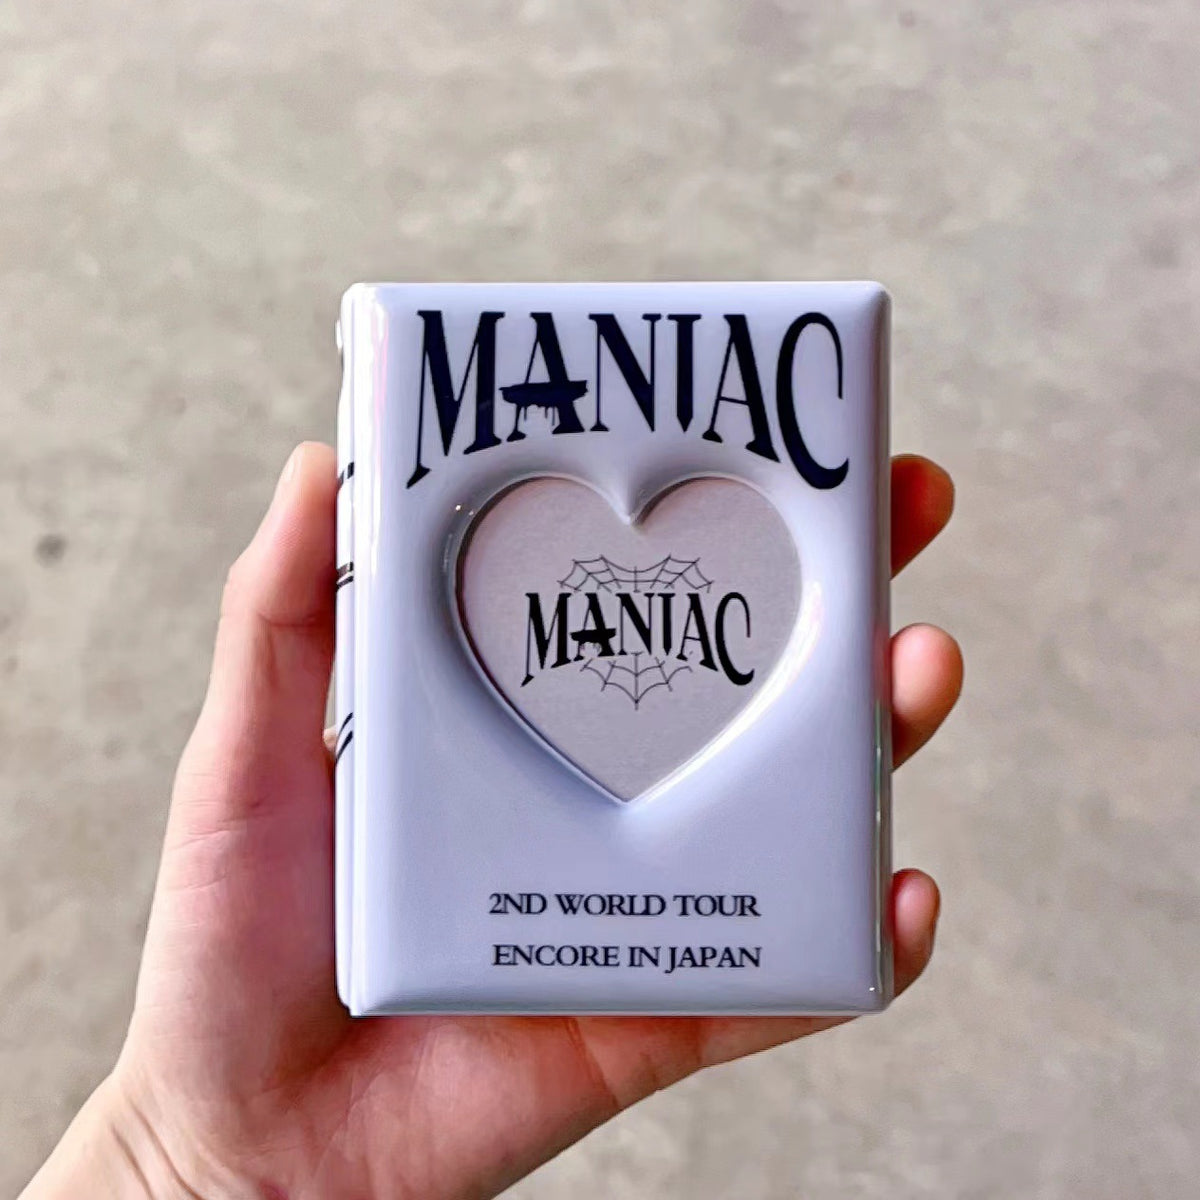 MANIAC
MANIAC
2ND WORLD TOUR
ENCORE IN JAPAN